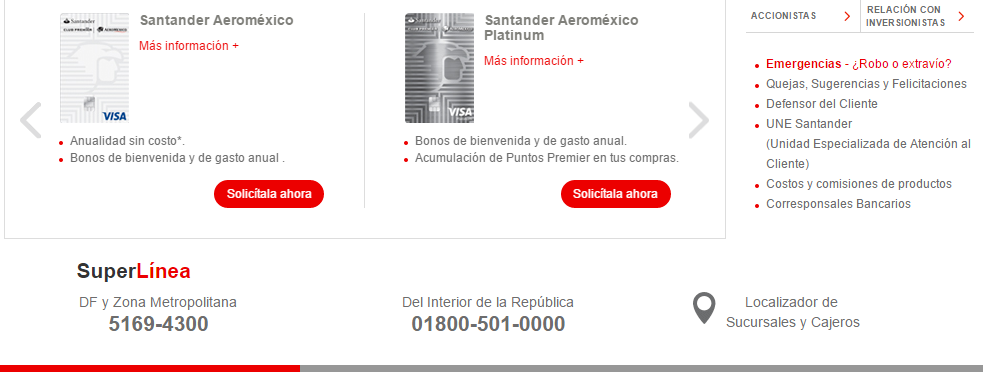 Santander Aeroméxico
Más información +
Santander
CLUB PREMIER
AEROMEXICO
VISA
Anualidad sin costo*.
Bonos de bienvenida y de gasto anual .
Solicítala ahora
Santander Aeroméxico
Platinum
Más información +
Santander
CLUB PREMIER
AEROMEXICO
VISA
Bonos de bienvenida y de gasto anual.
Acumulación de Puntos Premier en tus compras.
Solicítala ahora
ACCIONISTAS
RELACIÓN CON
INVERSIONISTAS
Emergencias - ¿Robo o extravío?
Quejas, Sugerencias y Felicitaciones
Defensor del Cliente
UNE Santander
(Unidad Especializada de Atención al
Cliente)
Costos y comisiones de productos
Corresponsales Bancarios
SuperLínea
DF y Zona Metropolitana
5169-4300
Del Interior de la República
01800-501-0000
Localizador de
Sucursales y Cajeros